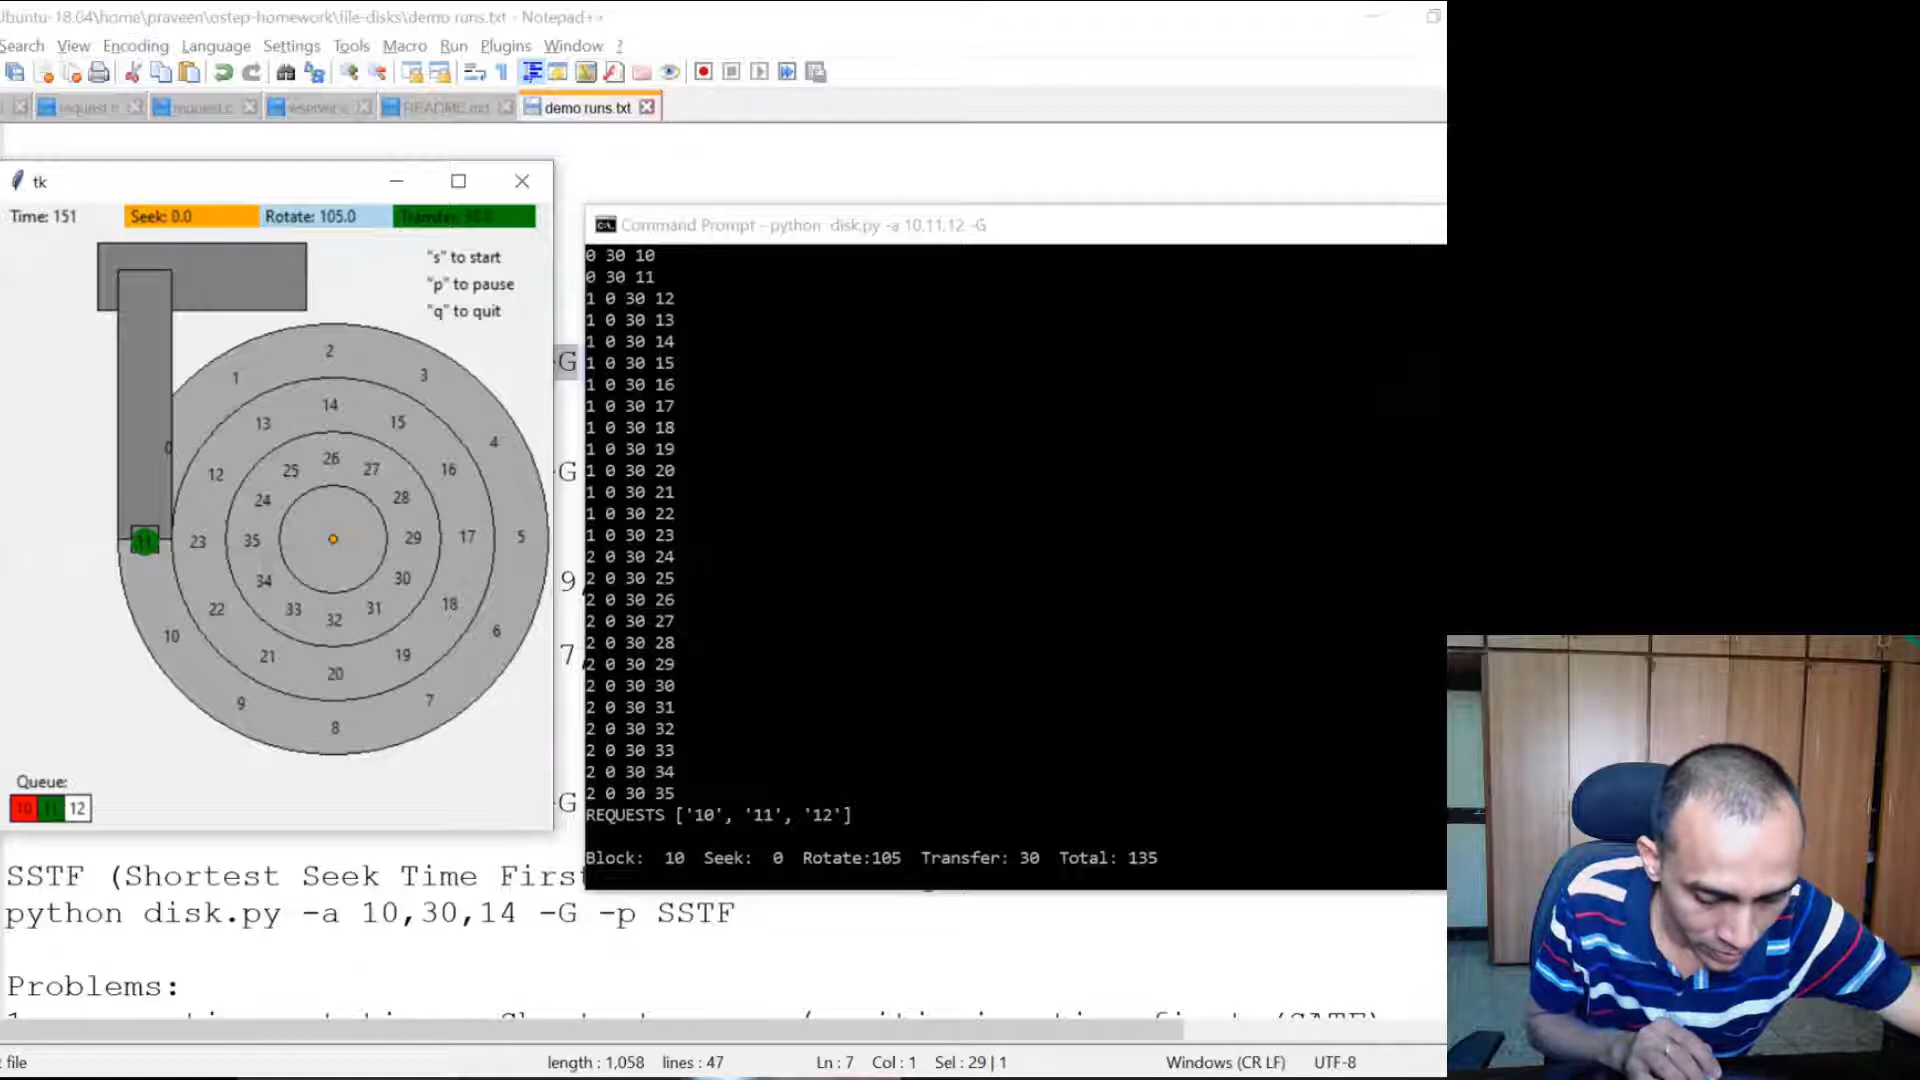 Ubuntu-18.04\home\praveen\ostep-homework\file-disks\demo runs.txt - Notepad++
Search View Encoding Language Settings Tools Macro Run Plugins Window ?
request.c README.md demo runs.txt
tk
Time: 151 Seek: 0.0 Rotate: 105.0 Transfer: 30.0
"s" to start
"p" to pause
"q" to quit
2
1 3
14
13 15
0 4
26
25 27
12 16
24 28
11 23 35 29 17 5
34 30
22 18
33 32 31
10 6
21 19
20
9 7
8
Queue:
10 11 12
-G
-G
9,
7,
-G
Command Prompt - python disk.py -a 10,11,12 -G
0 30 10
0 30 11
1 0 30 12
1 0 30 13
1 0 30 14
1 0 30 15
1 0 30 16
1 0 30 17
1 0 30 18
1 0 30 19
1 0 30 20
1 0 30 21
1 0 30 22
1 0 30 23
2 0 30 24
2 0 30 25
2 0 30 26
2 0 30 27
2 0 30 28
2 0 30 29
2 0 30 30
2 0 30 31
2 0 30 32
2 0 30 33
2 0 30 34
2 0 30 35
REQUESTS ['10', '11', '12']
Block: 10 Seek: 0 Rotate:105 Transfer: 30 Total: 135
SSTF (Shortest Seek Time First
python disk.py -a 10,30,14 -G -p SSTF
Problems:
file length : 1,058 lines : 47 Ln : 7 Col : 1 Sel : 29 | 1 Windows (CR LF) UTF-8